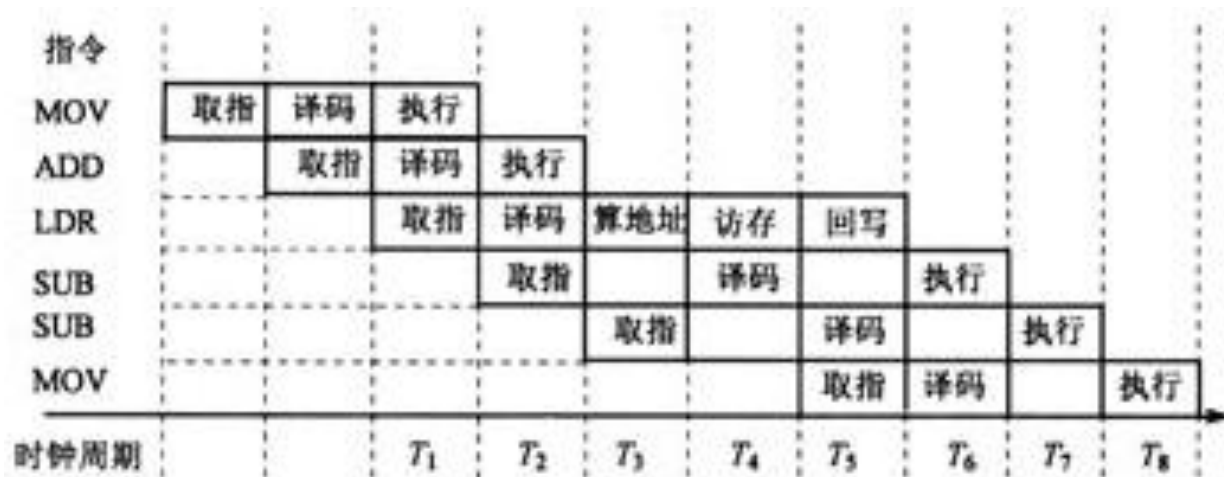 指令
MOV 取指 译码 执行
ADD 取指 译码 执行
LDR 取指 译码 算地址 访存 回写
SUB 取指 译码 执行
SUB 取指 译码 执行
MOV 取指 译码 执行
时钟周期 T₁ T₂ T₃ T₄ T₅ T₆ T₇ T₈